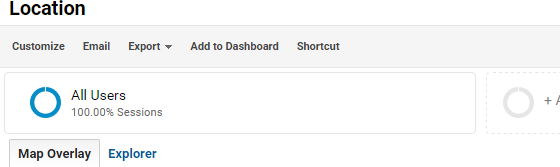 Location
Customize Email Export Add to Dashboard Shortcut
All Users
100.00% Sessions
+
Map Overlay Explorer